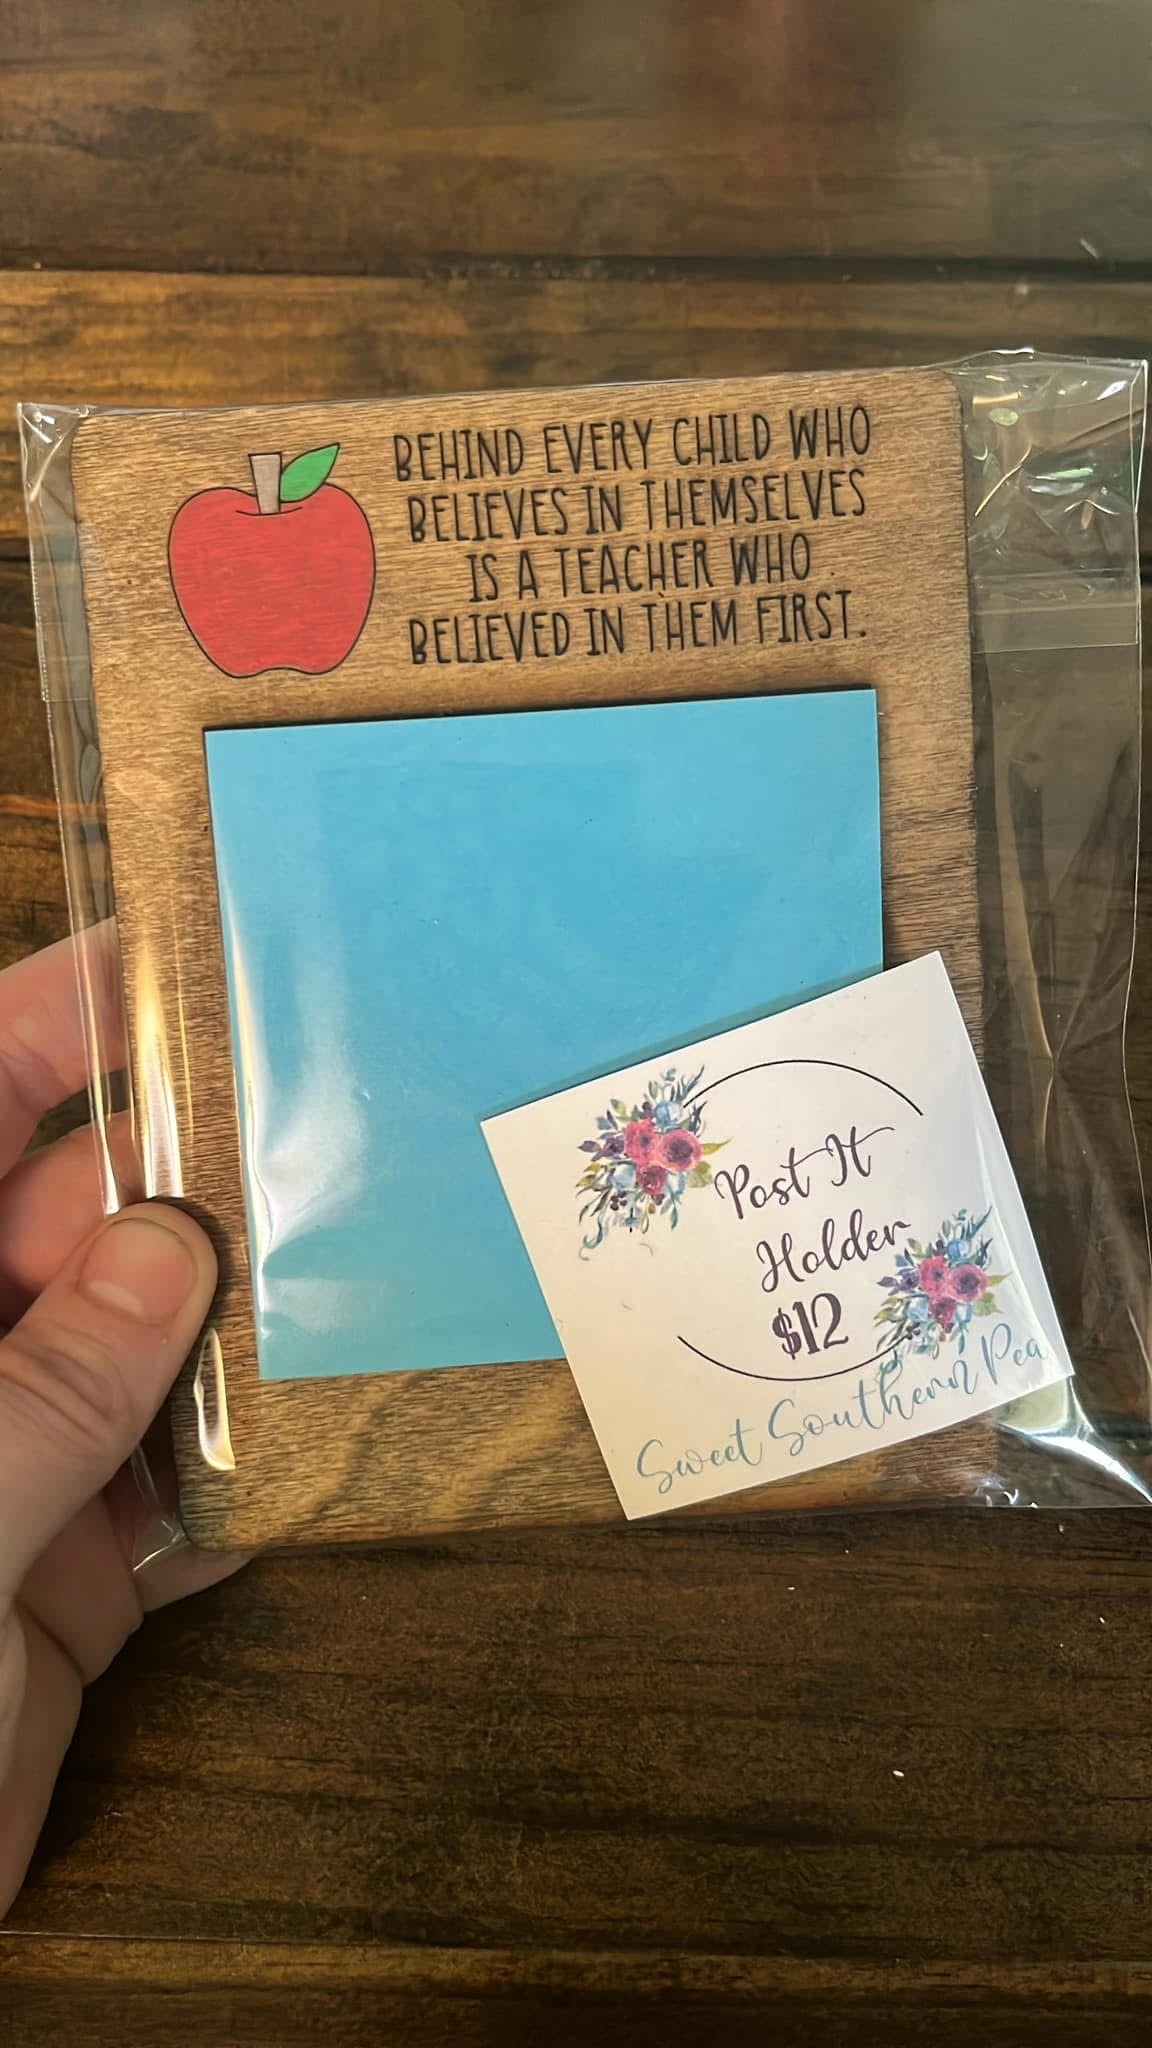 BEHIND EVERY CHILD WHO
BELIEVES IN THEMSELVES
IS A TEACHER WHO
BELIEVED IN THEM FIRST.
Post It
Holder
$12
Sweet Southern Pea